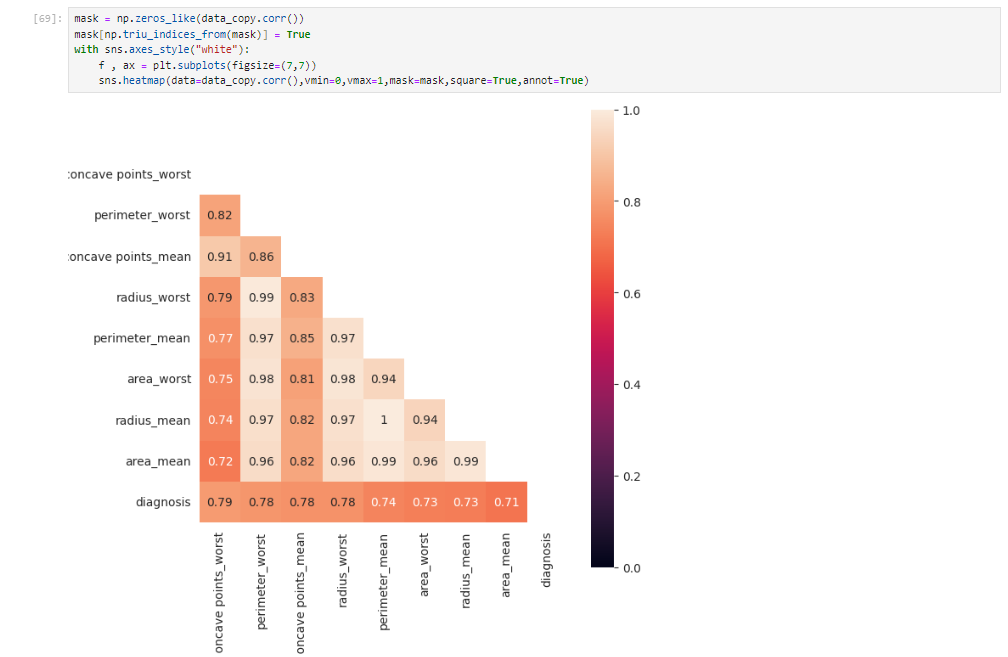 [69]:
mask = np.zeros_like(data_copy.corr())
mask[np.triu_indices_from(mask)] = True
with sns.axes_style("white"):
    f , ax = plt.subplots(figsize=(7,7))
    sns.heatmap(data=data_copy.corr(),vmin=0,vmax=1,mask=mask,square=True,annot=True)
oncave points_worst
perimeter_worst 0.82
oncave points_mean 0.91 0.86
radius_worst 0.79 0.99 0.83
perimeter_mean 0.77 0.97 0.85 0.97
area_worst 0.75 0.98 0.81 0.98 0.94
radius_mean 0.74 0.97 0.82 0.97 1 0.94
area_mean 0.72 0.96 0.82 0.96 0.99 0.96 0.99
diagnosis 0.79 0.78 0.78 0.78 0.74 0.73 0.73 0.71
oncave points_worst
perimeter_worst
oncave points_mean
radius_worst
perimeter_mean
area_worst
radius_mean
area_mean
diagnosis
1.0
0.8
0.6
0.4
0.2
0.0